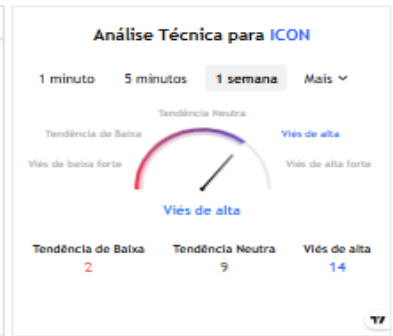 Análise Técnica para ICON
1 minuto 5 minutos 1 semana Mais
Tendência Neutra
Tendência de Baixa Viés de alta
Viés de baixa forte Viés de alta forte
Viés de alta
Tendência de Baixa Tendência Neutra Viés de alta
2 9 14